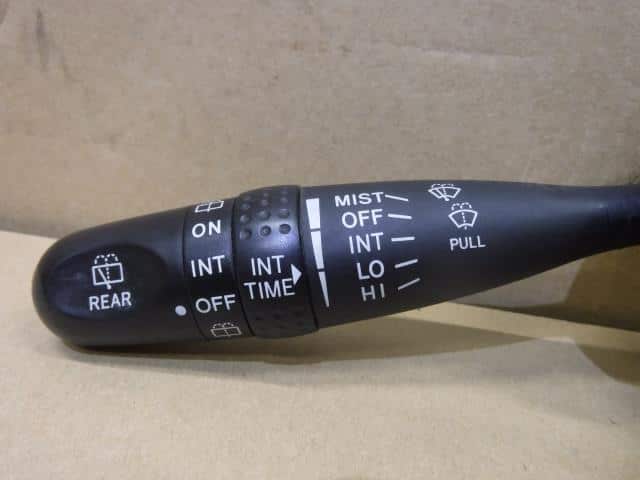 REAR
ON
INT
OFF
INT
TIME
MIST
OFF
INT
LO
HI
PULL